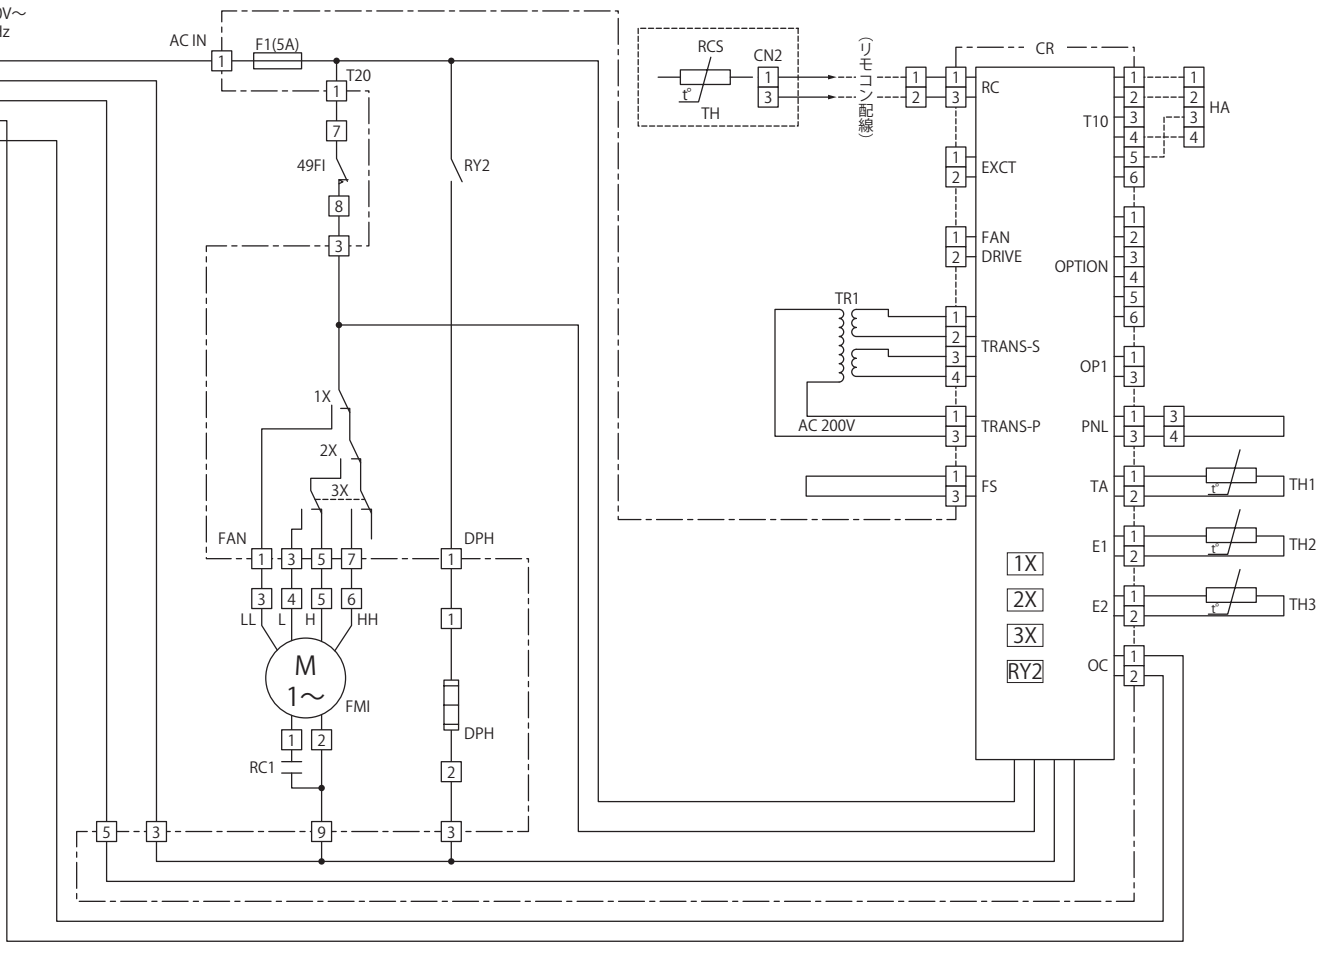 0V～
Hz
AC IN
1
F1(5A)
T20
1
7
49FI
8
3
RY2
1X
2X
3X
FAN
1 3 5 7
3 4 5 6
LL L H HH
M
1～
FMI
1 2
RC1
DPH
1
1
DPH
2
5 3 9 3
RCS
t°
TH
CN2
1
3
（リモコン配線）
1
2
CR
1
3
RC
1
2
EXCT
1
2
FAN
DRIVE
TR1
1
2
3
4
TRANS-S
AC 200V
1
3
TRANS-P
1
3
FS
1X
2X
3X
RY2
T10
1
2
3
4
5
6
1
2
3
4
HA
OPTION
1
2
3
4
5
6
OP1
1
3
PNL
1
3
3
4
TA
1
2
t°
TH1
E1
1
2
t°
TH2
E2
1
2
t°
TH3
OC
1
2